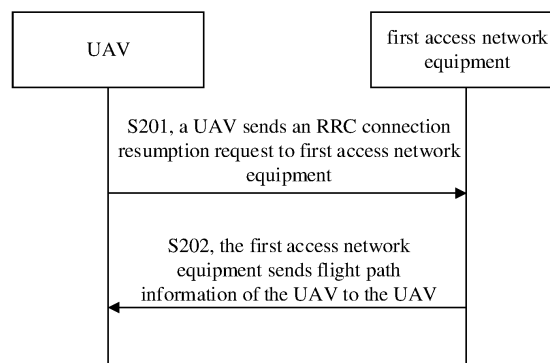 UAV
first access network
equipment
S201, a UAV sends an RRC connection
resumption request to first access network
equipment
S202, the first access network
equipment sends flight path
information of the UAV to the UAV